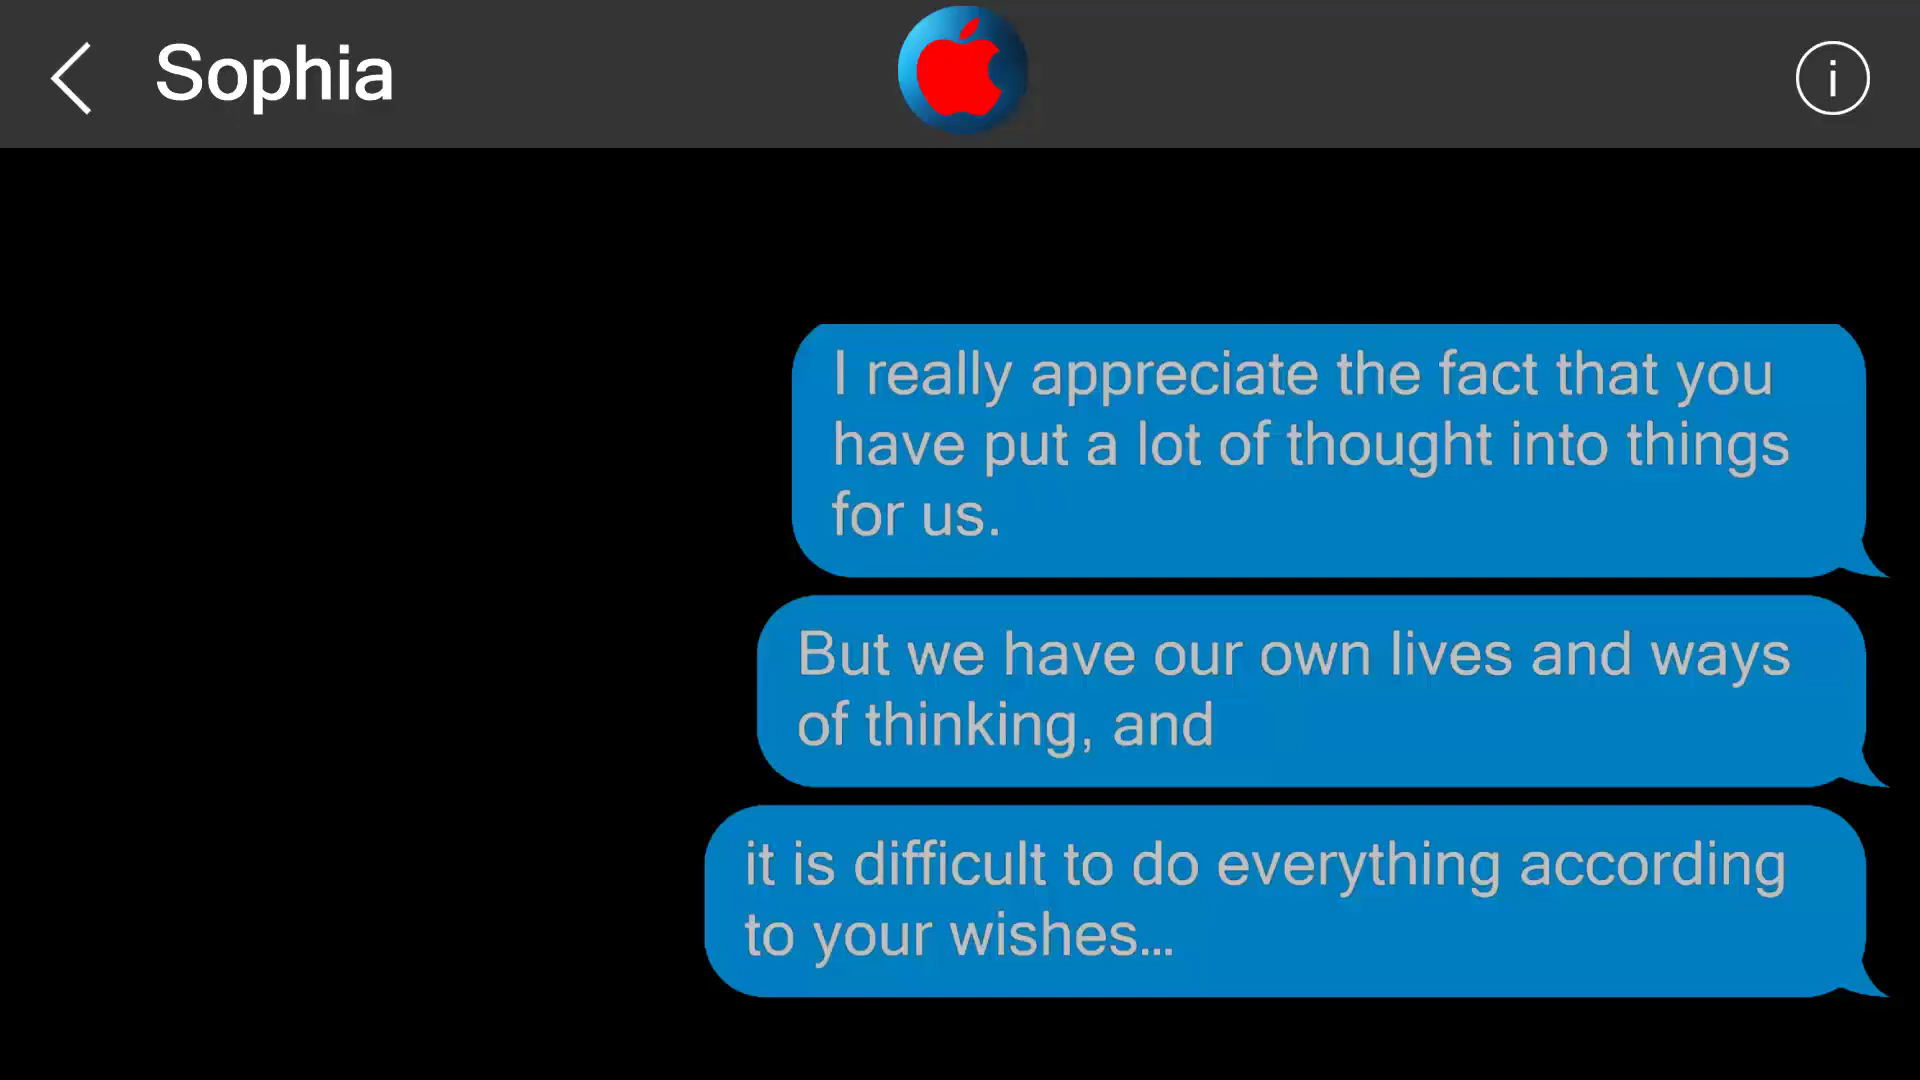 Sophia
i
I really appreciate the fact that you
have put a lot of thought into things
for us.
But we have our own lives and ways
of thinking, and
it is difficult to do everything according
to your wishes...